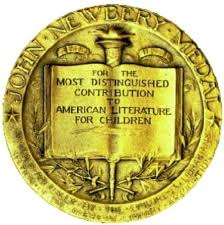 JOHN NEWBERY MEDAL
FOR THE
MOST DISTINGUISHED
CONTRIBUTION
TO
AMERICAN LITERATURE
FOR CHILDREN